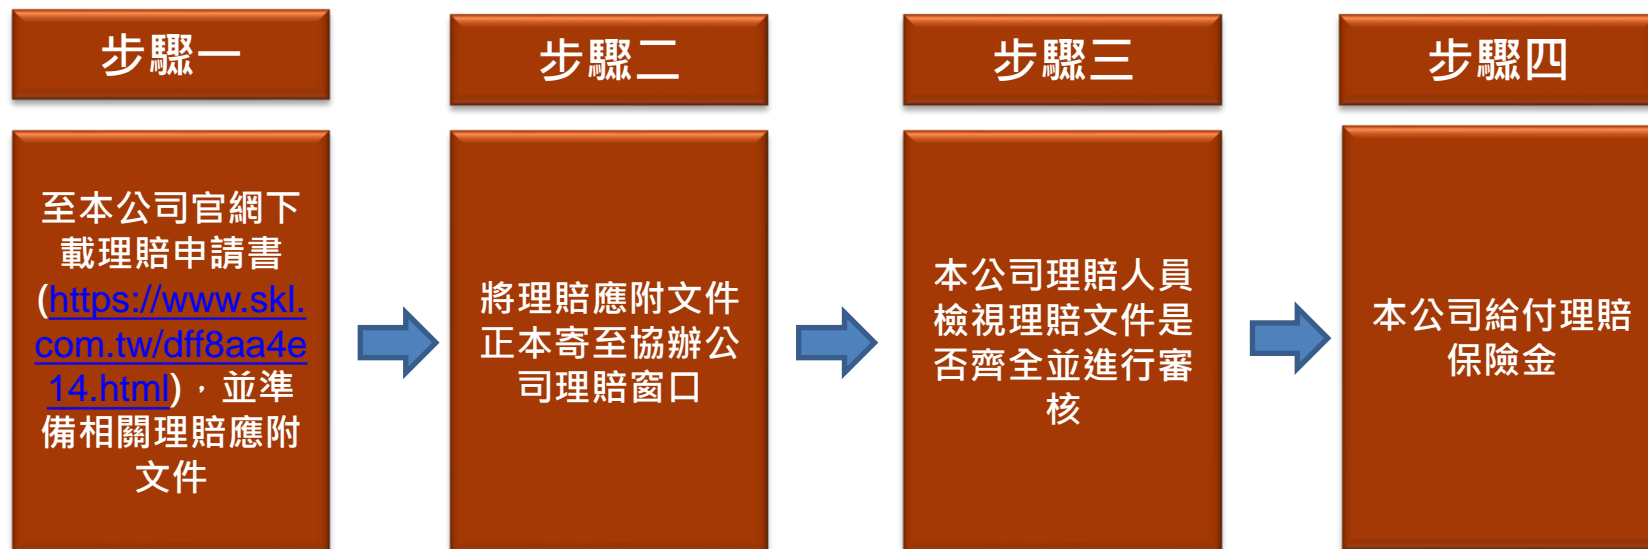 步驟一
至本公司官網下
載理賠申請書
(https://www.skl.
com.tw/dff8aa4e
14.html)，並準
備相關理賠應附
文件
步驟二
將理賠應附文件
正本寄至協辦公
司理賠窗口
步驟三
本公司理賠人員
檢視理賠文件是
否齊全並進行審
核
步驟四
本公司給付理賠
保險金